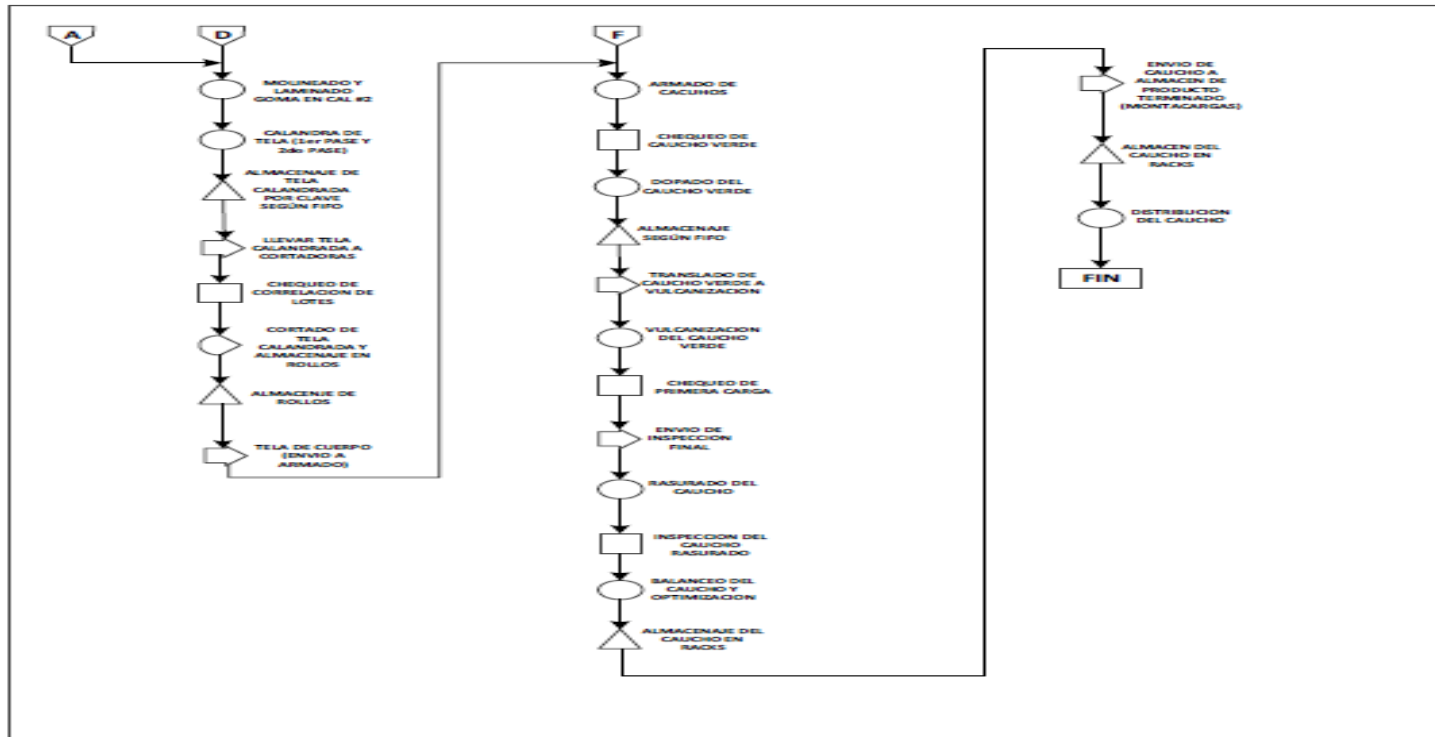 A
D
MOLINEADO Y
LAMINADO
GOMA EN CAL #2
CALANDRA DE
TELA (1er PASE Y
2do PASE)
ALMACENAJE DE
TELA
CALANDRADA
POR CLAVE
SEGÚN FIFO
LLEVAR TELA
CALANDRADA A
CORTADORAS
CHEQUEO DE
CORRELACION DE
LOTES
CORTADO DE
TELA
CALANDRADA Y
ALMACENAJE EN
ROLLOS
ALMACENJE DE
ROLLOS
TELA DE CUERPO
(ENVIO A
ARMADO)
F
ARMADO DE
CACUHOS
CHEQUEO DE
CAUCHO VERDE
DOPADO DEL
CAUCHO VERDE
ALMACENAJE
SEGÚN FIFO
TRANSLADO DE
CAUCHO VERDE A
VULCANIZACION
VULCANIZACION
DEL CAUCHO
VERDE
CHEQUEO DE
PRIMERA CARGA
ENVIO DE
INSPECCION
FINAL
RASURADO DEL
CAUCHO
INSPECCION DEL
CAUCHO
RASURADO
BALANCEO DEL
CAUCHO Y
OPTIMIZACION
ALMACENAJE DEL
CAUCHO EN
RACKS
ENVIO DE
CAUCHO A
ALMACEN DE
PRODUCTO
TERMINADO
(MONTACARGAS)
ALMACEN DEL
CAUCHO EN
RACKS
DISTRIBUCION
DEL CAUCHO
FIN